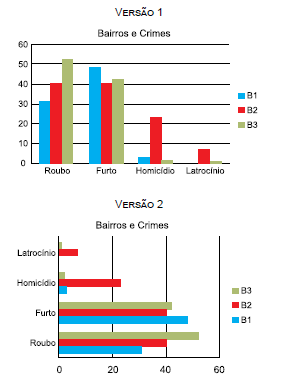 VERSÃO 1
Bairros e Crimes
60
50
40
30
20
10
0
Roubo Furto Homicídio Latrocínio
B1
B2
B3
VERSÃO 2
Bairros e Crimes
Latrocínio
Homicídio
Furto
Roubo
0 20 40 60
B3
B2
B1